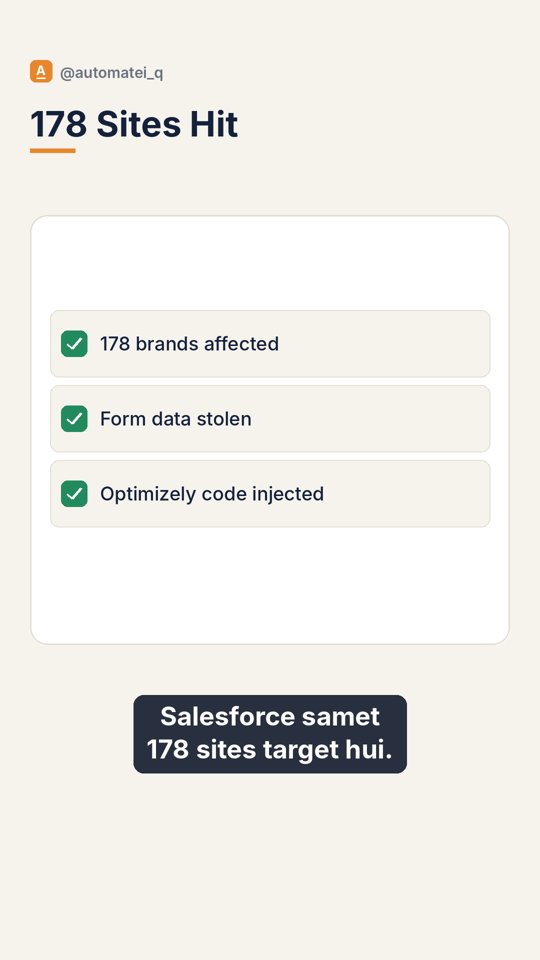 A
@automatei_q
178 Sites Hit
178 brands affected
Form data stolen
Optimizely code injected
Salesforce samet
178 sites target hui.